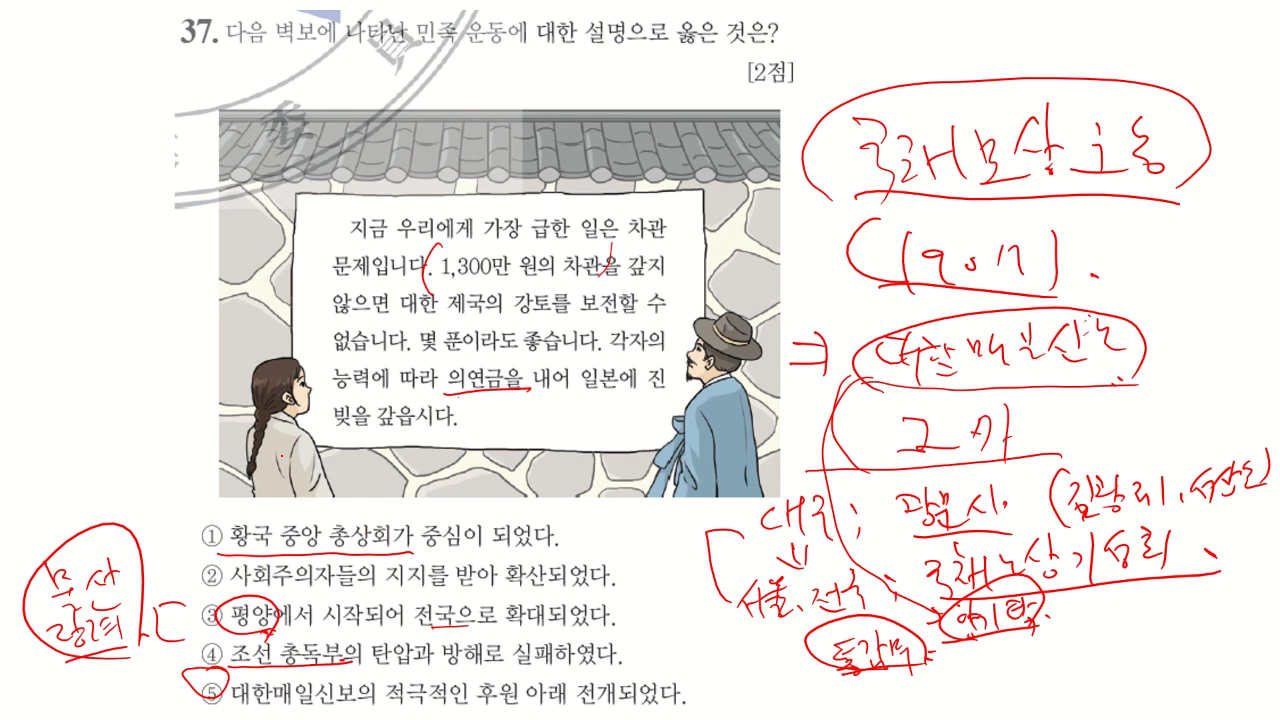 37. 다음 벽보에 나타난 민족 운동에 대한 설명으로 옳은 것은?
[2점]
지금 우리에게 가장 급한 일은 차관
문제입니다. 1,300만 원의 차관을 갚지
않으면 대한 제국의 강토를 보전할 수
없습니다. 몇 푼이라도 좋습니다. 각자의
능력에 따라 의연금을 내어 일본에 진
빚을 갚읍시다.
① 황국 중앙 총상회가 중심이 되었다.
② 사회주의자들의 지지를 받아 확산되었다.
③ 평양에서 시작되어 전국으로 확대되었다.
④ 조선 총독부의 탄압과 방해로 실패하였다.
⑤ 대한매일신보의 적극적인 후원 아래 전개되었다.
국채보상운동
(1907).
대구;
서울, 전국;
국채보상기성회
양기탁
통감부